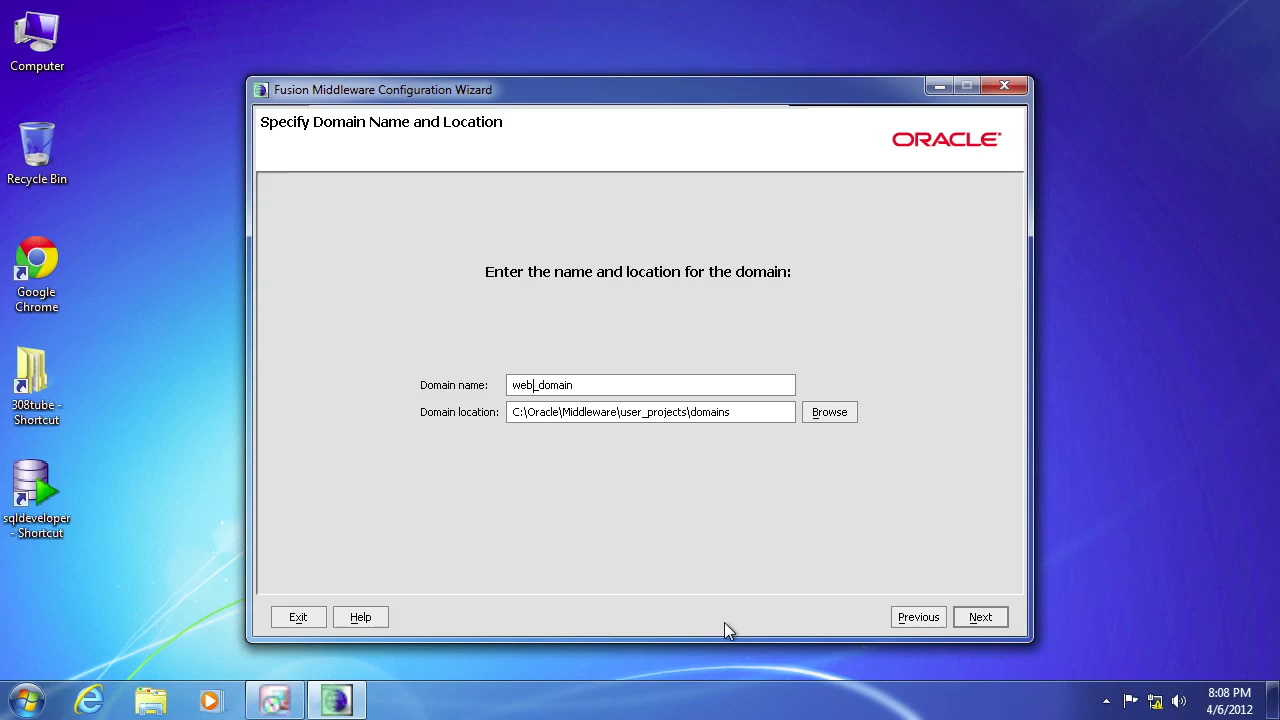 Computer
Recycle Bin
Google
Chrome
308tube -
Shortcut
sqldeveloper
- Shortcut
Fusion Middleware Configuration Wizard
Specify Domain Name and Location
ORACLE
Enter the name and location for the domain:
Domain name: web_domain
Domain location: C:\Oracle\Middleware\user_projects\domains Browse
Exit Help Previous Next
8:08 PM
4/6/2012